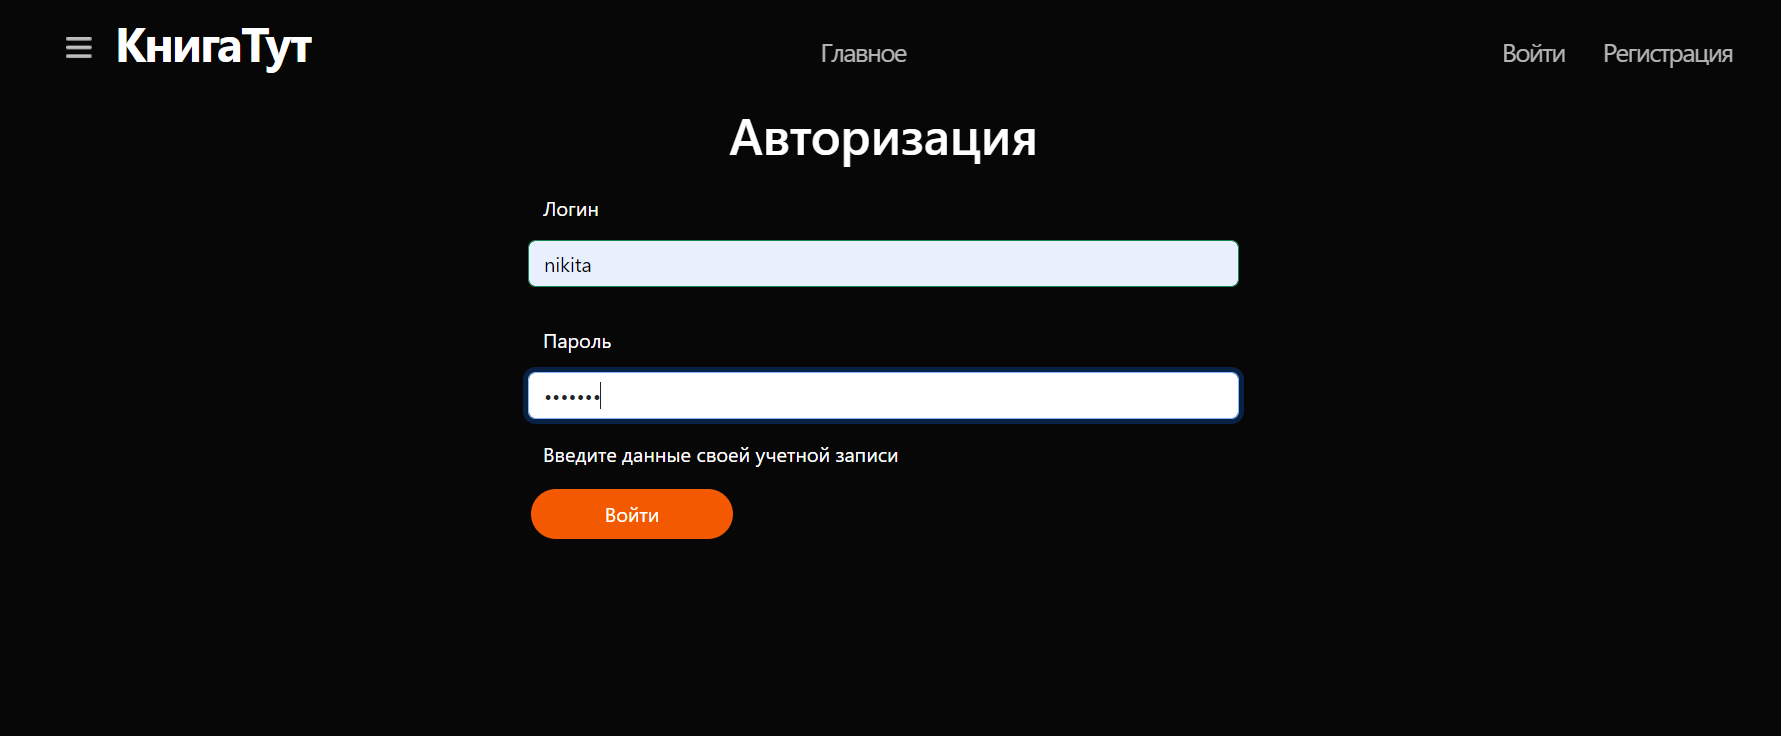 КнигаТут
Главное
Войти
Регистрация
Авторизация
Логин
nikita
Пароль
•••••••
Введите данные своей учетной записи
Войти